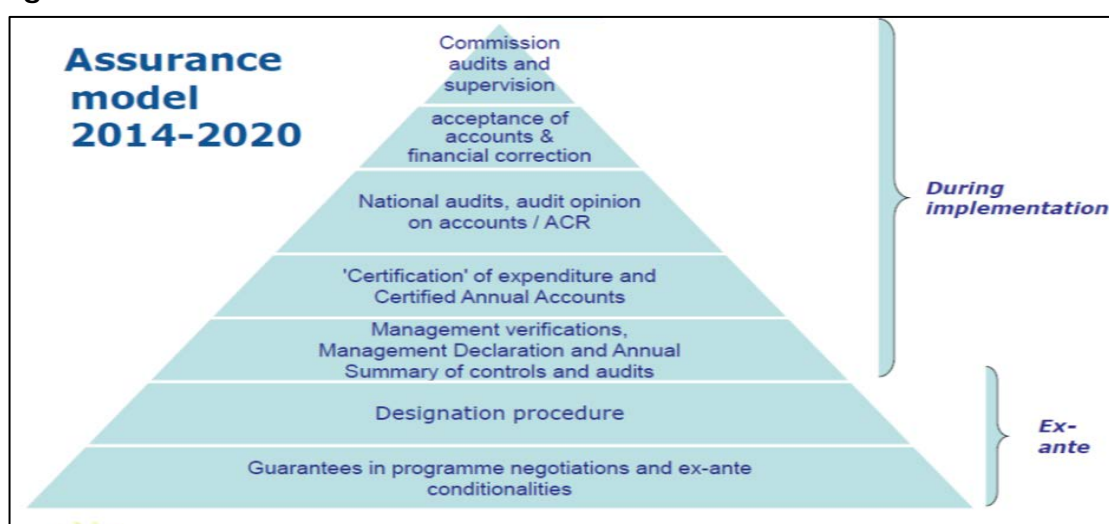 Assurance
model
2014-2020
Commission
audits and
supervision
acceptance of
accounts &
financial correction
National audits, audit opinion
on accounts / ACR
'Certification' of expenditure and
Certified Annual Accounts
Management verifications,
Management Declaration and Annual
Summary of controls and audits
Designation procedure
Guarantees in programme negotiations and ex-ante
conditionalities
During
implementation
Ex-
ante